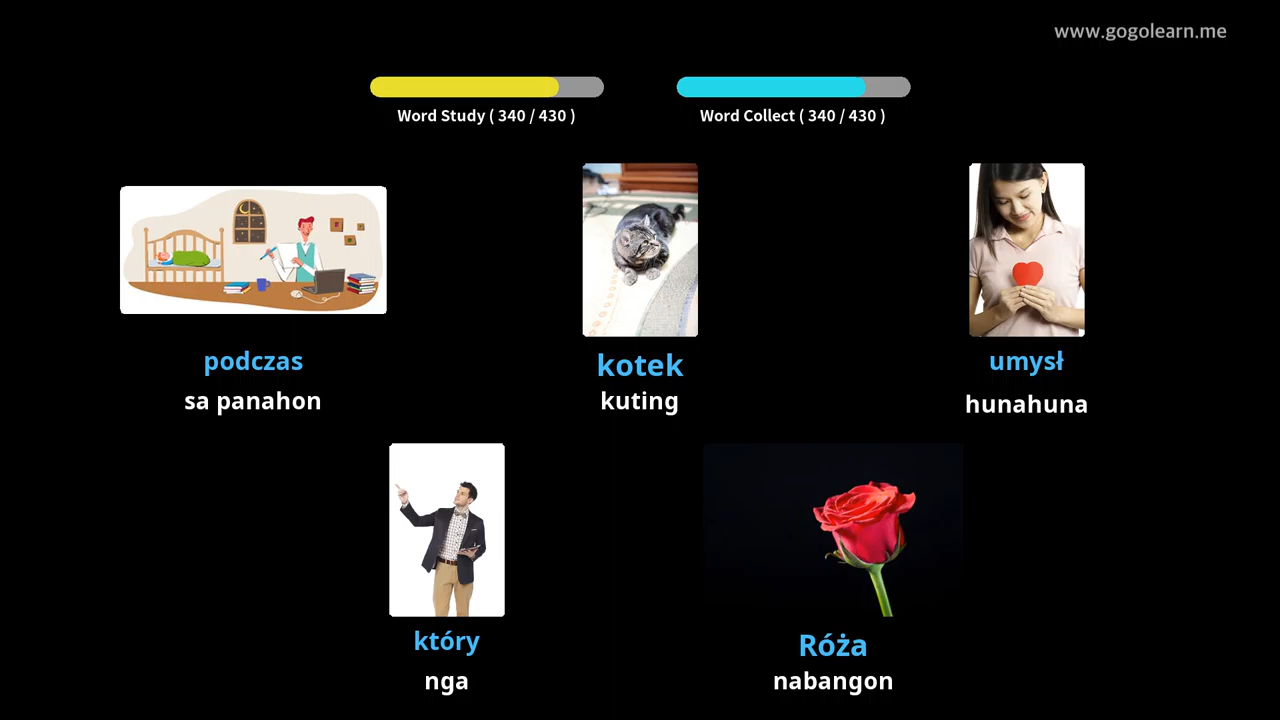 www.gogolearn.me
Word Study ( 340 / 430 )
Word Collect ( 340 / 430 )
podczas
sa panahon
kotek
kuting
umysł
hunahuna
który
nga
Róża
nabangon